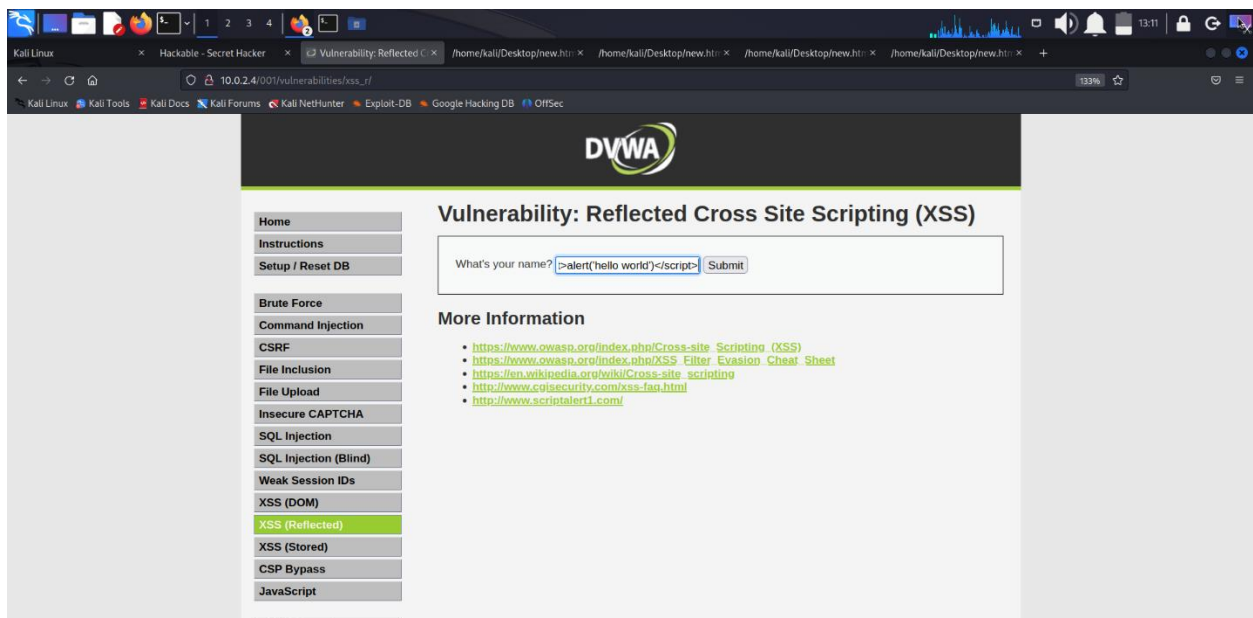 1 2 3 4
13:11
Kali Linux
Hackable - Secret Hacker
Vulnerability: Reflected C
/home/kali/Desktop/new.htm
/home/kali/Desktop/new.htm
/home/kali/Desktop/new.htm
/home/kali/Desktop/new.htm
10.0.2.4/001/vulnerabilities/xss_r/
133%
Kali Linux Kali Tools Kali Docs Kali Forums Kali NetHunter Exploit-DB Google Hacking DB OffSec
DVWA
Home
Instructions
Setup / Reset DB
Brute Force
Command Injection
CSRF
File Inclusion
File Upload
Insecure CAPTCHA
SQL Injection
SQL Injection (Blind)
Weak Session IDs
XSS (DOM)
XSS (Reflected)
XSS (Stored)
CSP Bypass
JavaScript
Vulnerability: Reflected Cross Site Scripting (XSS)
What's your name? >alert('hello world')</script> Submit
More Information
https://www.owasp.org/index.php/Cross-site_Scripting_(XSS)
https://www.owasp.org/index.php/XSS_Filter_Evasion_Cheat_Sheet
https://en.wikipedia.org/wiki/Cross-site_scripting
http://www.cgisecurity.com/xss-faq.html
http://www.scriptalert1.com/